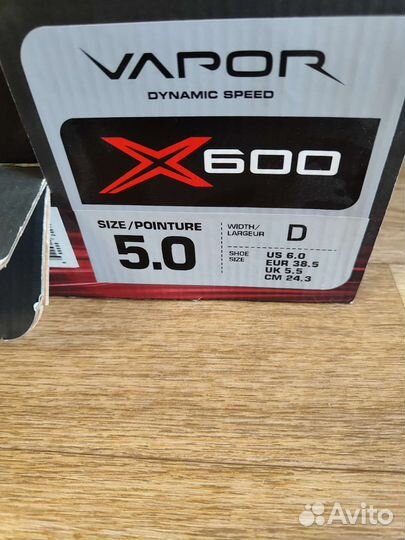 VAPOR
DYNAMIC SPEED
X600
SIZE/POINTURE
5.0
WIDTH/
LARGEUR
D
SHOE
SIZE
US 6.0
EUR 38.5
UK 5.5
CM 24.3
Avito